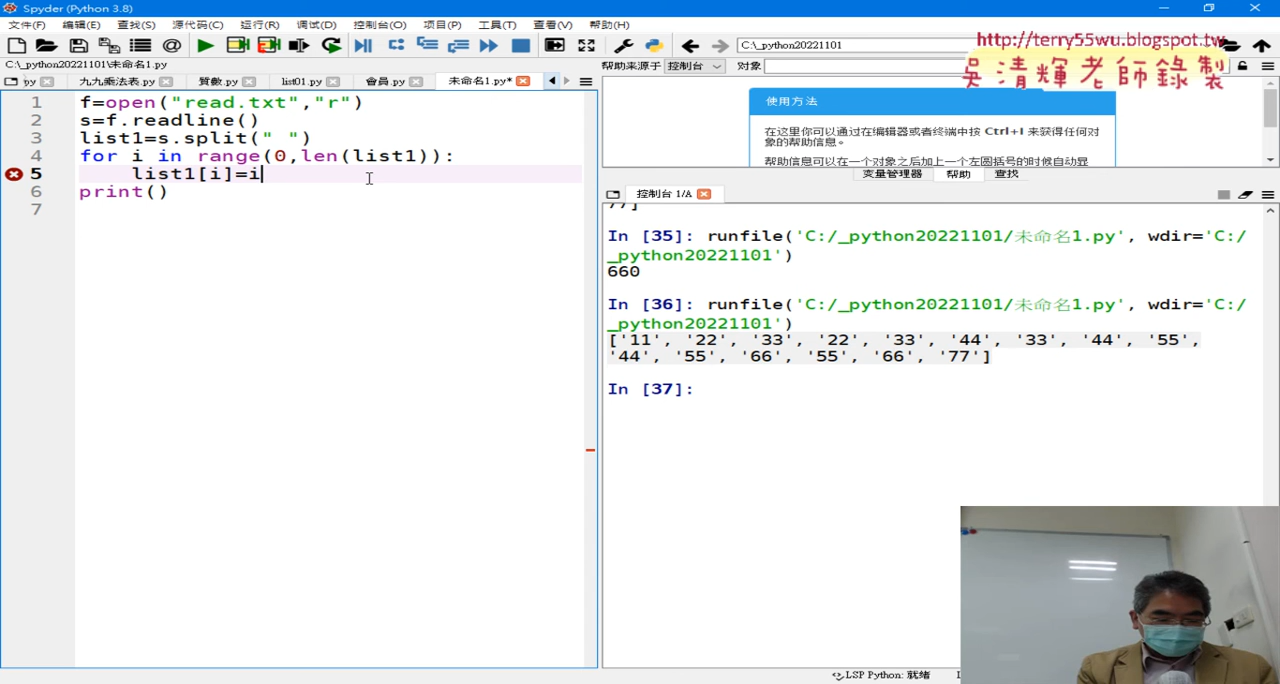 Spyder (Python 3.8)
文件(F) 编辑(E) 查找(S) 源代码(C) 运行(R) 调试(D) 控制台(O) 项目(P) 工具(T) 查看(V) 帮助(H)
C:\_python20221101
http://terry55wu.blogspot.tw
吳清輝老師錄製
C:\_python20221101\未命名1.py
帮助来源于 控制台 对象
py 九九乘法表.py 質數.py list01.py 會員.py 未命名1.py*
使用方法
在这里你可以通过在编辑器或者终端中按 Ctrl+I 来获得任何对
象的帮助信息。
帮助信息可以在一个对象之后加上一个左圆括号的时候自动显
变量管理器 帮助 查找
1 f=open("read.txt","r")
2 s=f.readline()
3 list1=s.split(" ")
4 for i in range(0,len(list1)):
5 list1[i]=i
6 print()
7
控制台 1/A
77]
In [35]: runfile('C:/_python20221101/未命名1.py', wdir='C:/
_python20221101')
660
In [36]: runfile('C:/_python20221101/未命名1.py', wdir='C:/
_python20221101')
['11', '22', '33', '22', '33', '44', '33', '44', '55',
'44', '55', '66', '55', '66', '77']
In [37]:
LSP Python: 就绪